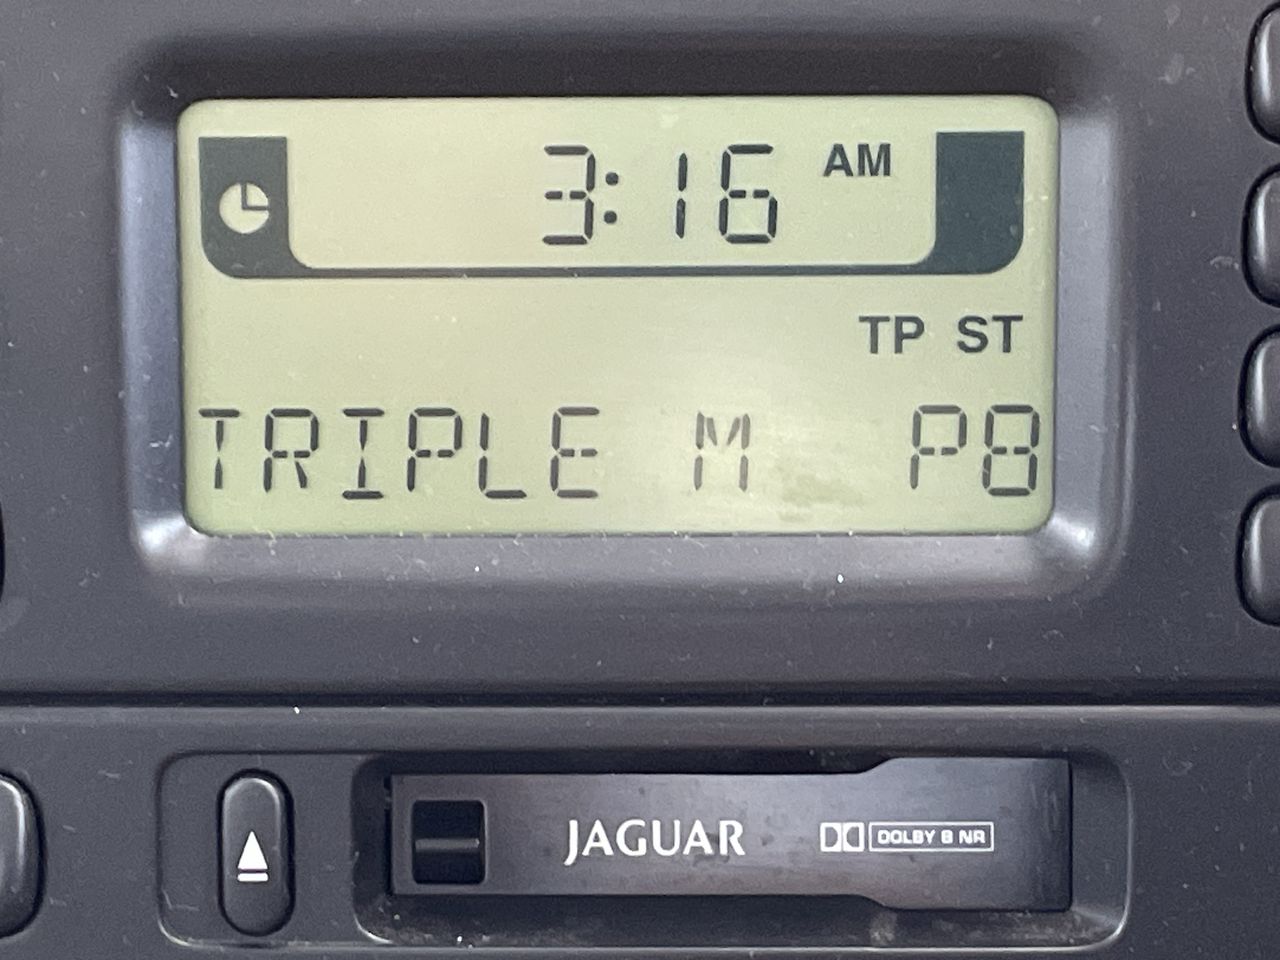 3:16 AM
TP ST
TRIPLE M P8
JAGUAR DOLBY B NR